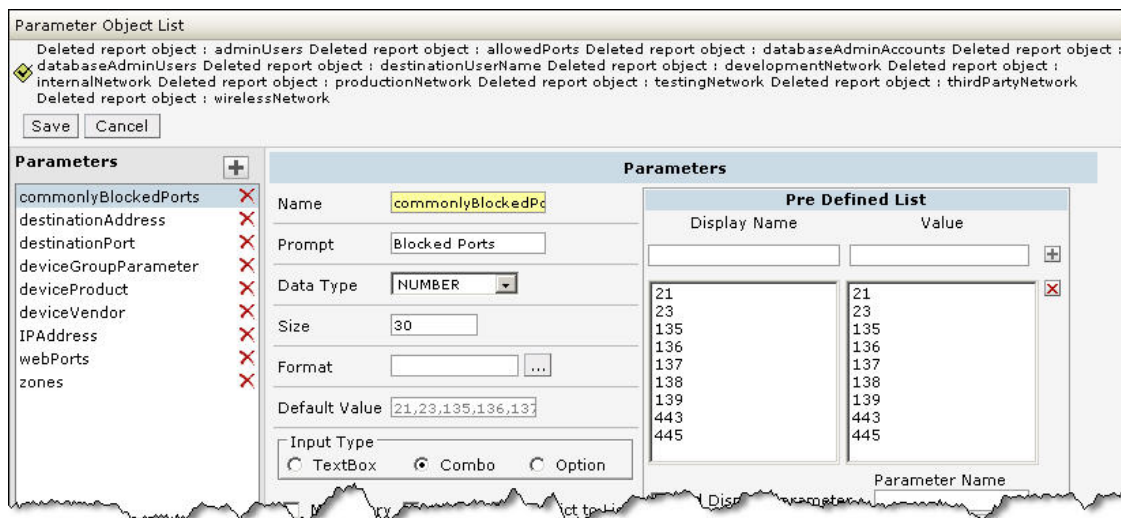 Parameter Object List
Deleted report object : adminUsers Deleted report object : allowedPorts Deleted report object : databaseAdminAccounts Deleted report object :
databaseAdminUsers Deleted report object : destinationUserName Deleted report object : developmentNetwork Deleted report object :
internalNetwork Deleted report object : productionNetwork Deleted report object : testingNetwork Deleted report object : thirdPartyNetwork
Deleted report object : wirelessNetwork
Save Cancel
Parameters
commonlyBlockedPorts
destinationAddress
destinationPort
deviceGroupParameter
deviceProduct
deviceVendor
IPAddress
webPorts
zones
Parameters
Name commonlyBlockedPo
Prompt Blocked Ports
Data Type NUMBER
Size 30
Format ...
Default Value 21,23,135,136,137
Input Type
TextBox Combo Option
Pre Defined List
Display Name Value
21 21
23 23
135 135
136 136
137 137
138 138
139 139
443 443
445 445
Parameter Name